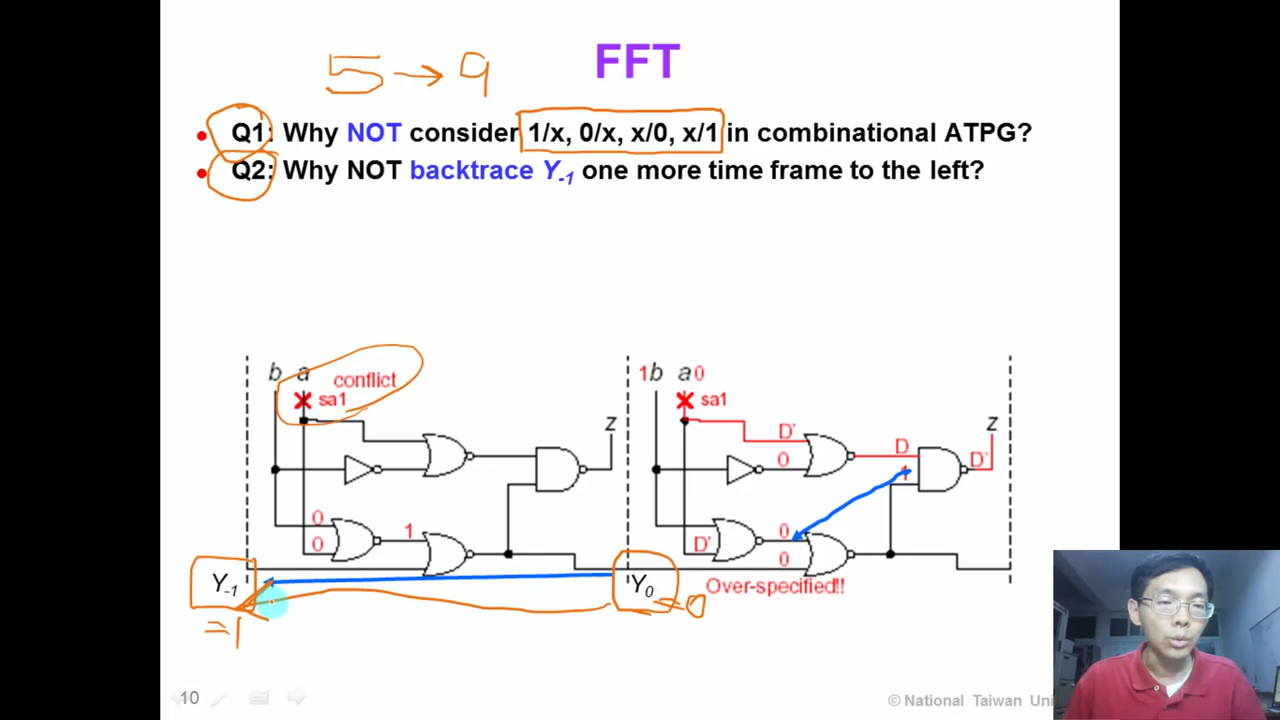 5 → 9 FFT
• Q1: Why NOT consider 1/x, 0/x, x/0, x/1 in combinational ATPG?
• Q2: Why NOT backtrace Y-1 one more time frame to the left?
b a conflict 1 b a 0
sa1 sa1
z z
D' D
0 1 D'
0 1 0
0 D' 0
Y-1 Y0 Over-specified!!
=1 =0
10 © National Taiwan Uni